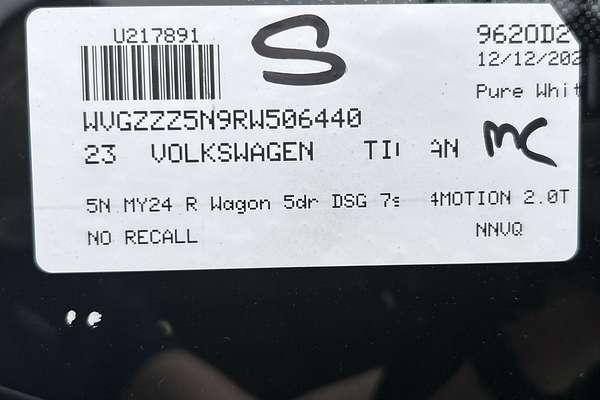 U217891
S
962OD2
12/12/202
Pure Whit
WVGZZZ5N9RW506440
23 VOLKSWAGEN
MC
5N MY24 R Wagon 5dr DSG 4MOTION 2.0T
NO RECALL
NNVQ